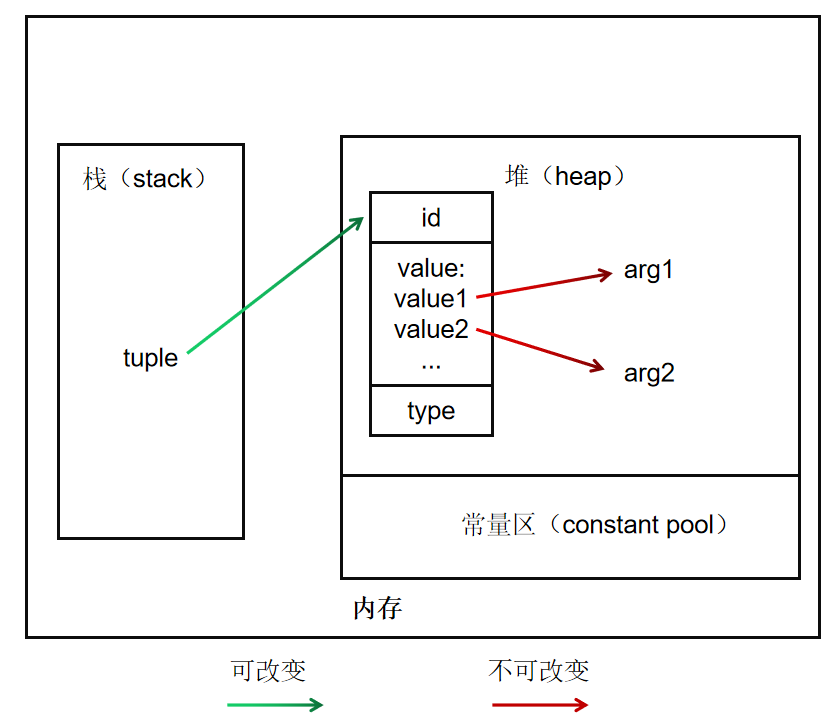 栈（stack）
堆（heap）
id
value:
value1
value2
...
type
tuple
arg1
arg2
常量区（constant pool）
内存
可改变
不可改变